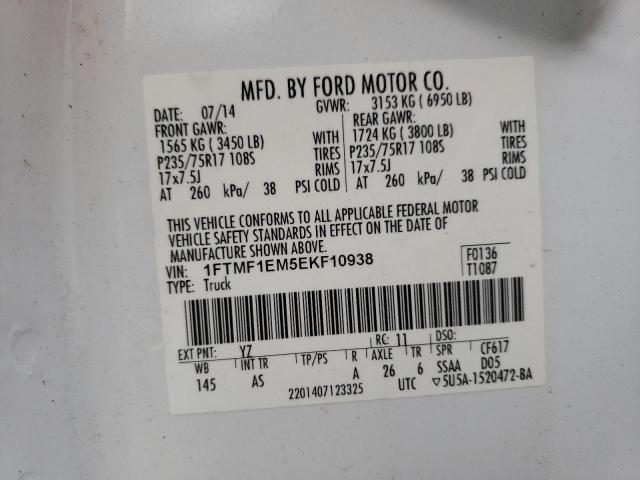 MFD. BY FORD MOTOR CO.
DATE: 07/14 GVWR: 3153 KG ( 6950 LB)
FRONT GAWR: REAR GAWR:
1565 KG ( 3450 LB) WITH 1724 KG ( 3800 LB) WITH
P235/75R17 108S TIRES P235/75R17 108S TIRES
17x7.5J RIMS 17x7.5J RIMS
AT 260 kPa/ 38 PSI COLD AT 260 kPa/ 38 PSI COLD
THIS VEHICLE CONFORMS TO ALL APPLICABLE FEDERAL MOTOR
VEHICLE SAFETY STANDARDS IN EFFECT ON THE DATE OF
MANUFACTURE SHOWN ABOVE.
VIN: 1FTMF1EM5EKF10938 F0136
TYPE: Truck T1087
EXT PNT: YZ RC: 11 DSO:
WB INT TR TP/PS R AXLE TR SPR CF617
145 AS A 26 6 SSAA D05
2201407123325 UTC ▽5U5A-1520472-BA